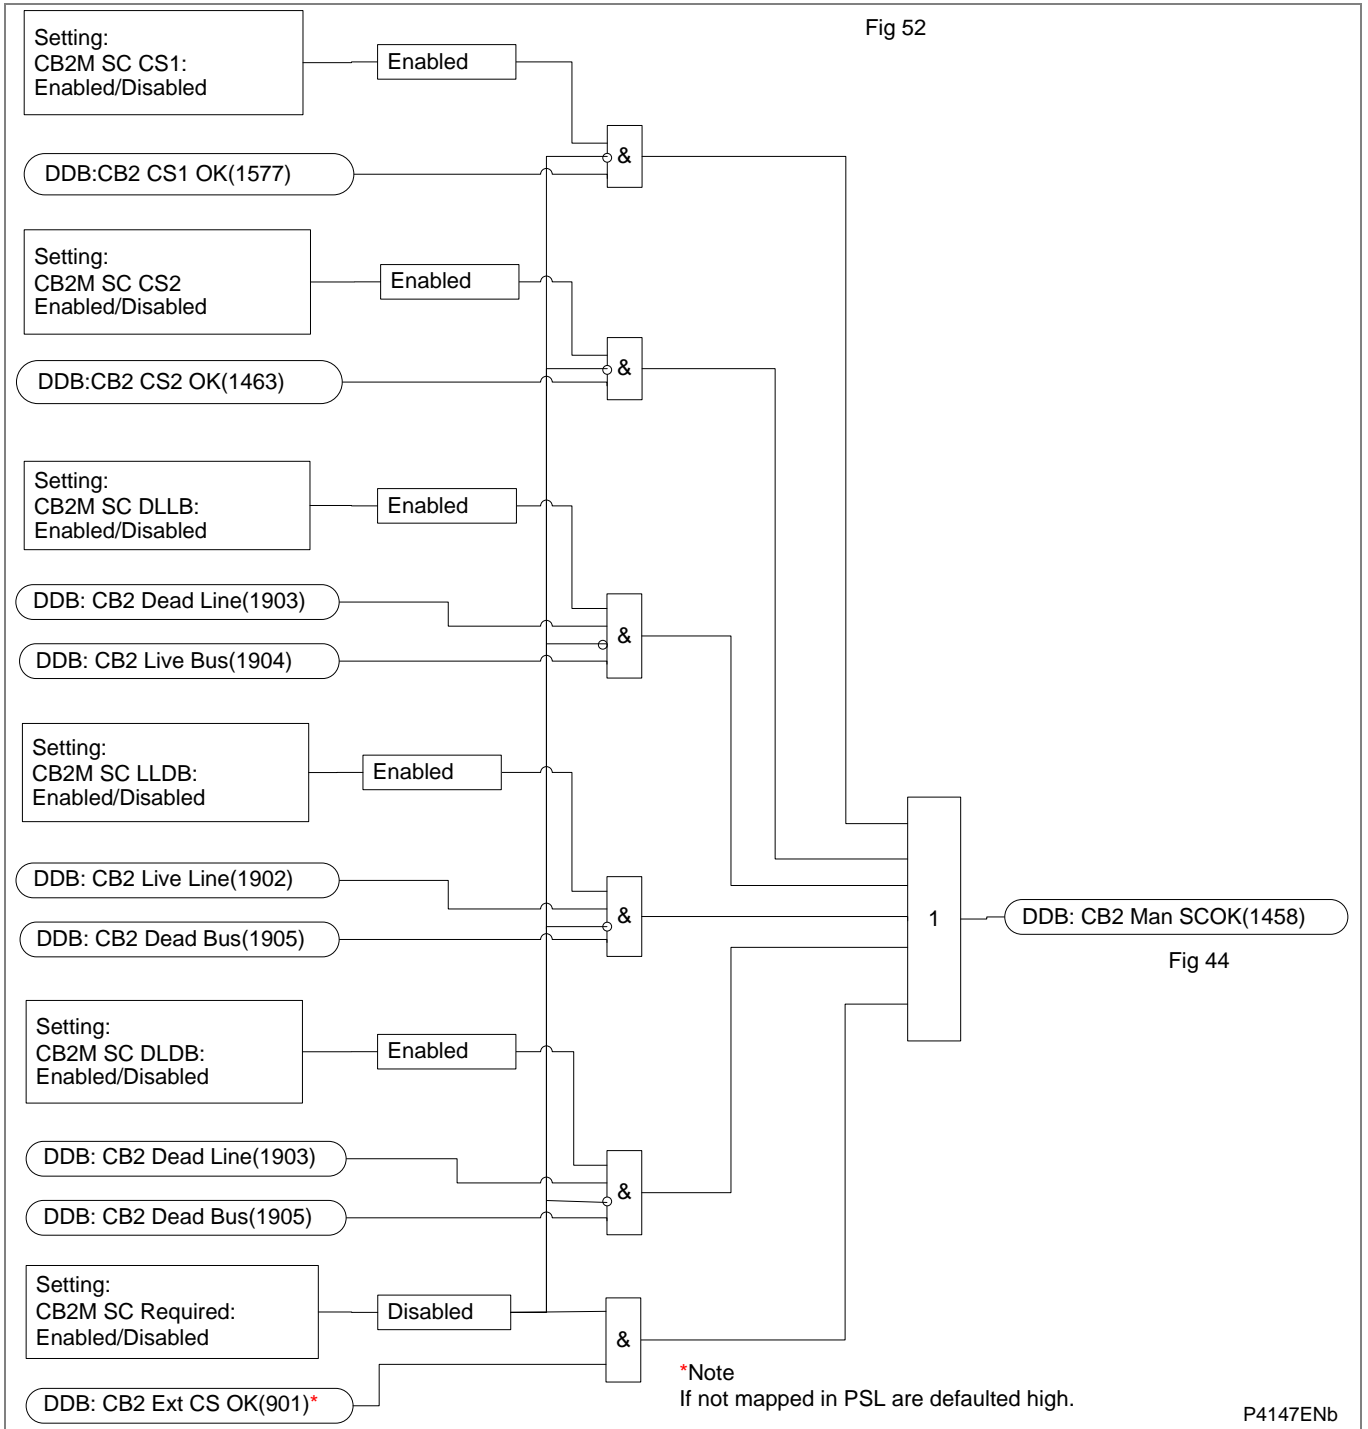 Fig 52
Setting:
CB2M SC CS1:
Enabled/Disabled
Enabled
&
DDB:CB2 CS1 OK(1577)
Setting:
CB2M SC CS2
Enabled/Disabled
Enabled
&
DDB:CB2 CS2 OK(1463)
Setting:
CB2M SC DLLB:
Enabled/Disabled
Enabled
DDB: CB2 Dead Line(1903)
&
DDB: CB2 Live Bus(1904)
Setting:
CB2M SC LLDB:
Enabled/Disabled
Enabled
DDB: CB2 Live Line(1902)
&
DDB: CB2 Dead Bus(1905)
1
DDB: CB2 Man SCOK(1458)
Fig 44
Setting:
CB2M SC DLDB:
Enabled/Disabled
Enabled
DDB: CB2 Dead Line(1903)
&
DDB: CB2 Dead Bus(1905)
Setting:
CB2M SC Required:
Enabled/Disabled
Disabled
&
DDB: CB2 Ext CS OK(901)*
*Note
If not mapped in PSL are defaulted high.
P4147ENb